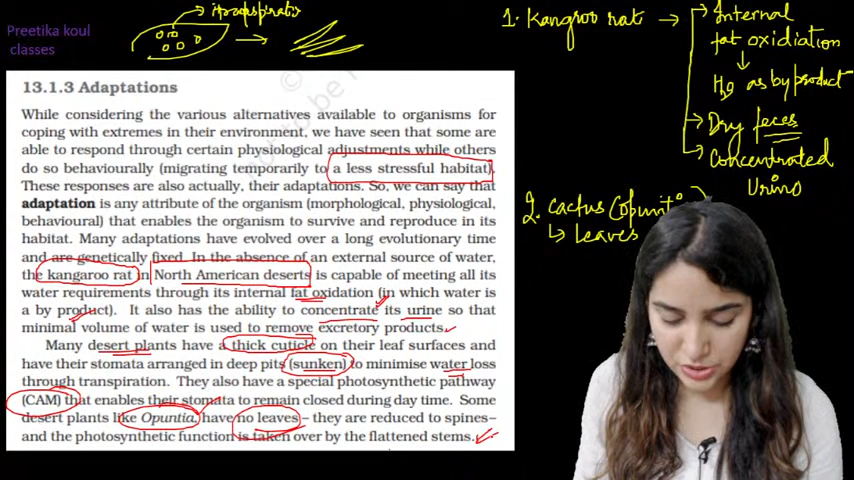 Preetika koul
classes
itranspiratio
1. Kangroo rat →
Internal
fat oxidiation
H2O as by product
Dry feces
Concentrated
Urine
2. cactus (opunti
↳ leaves
13.1.3 Adaptations
While considering the various alternatives available to organisms for
coping with extremes in their environment, we have seen that some are
able to respond through certain physiological adjustments while others
do so behaviourally (migrating temporarily to a less stressful habitat).
These responses are also actually, their adaptations. So, we can say that
adaptation is any attribute of the organism (morphological, physiological,
behavioural) that enables the organism to survive and reproduce in its
habitat. Many adaptations have evolved over a long evolutionary time
and are genetically fixed. In the absence of an external source of water,
the kangaroo rat in North American deserts is capable of meeting all its
water requirements through its internal fat oxidation (in which water is
a by product). It also has the ability to concentrate its urine so that
minimal volume of water is used to remove excretory products.
Many desert plants have a thick cuticle on their leaf surfaces and
have their stomata arranged in deep pits (sunken) to minimise water loss
through transpiration. They also have a special photosynthetic pathway
(CAM) that enables their stomata to remain closed during day time. Some
desert plants like Opuntia, have no leaves – they are reduced to spines–
and the photosynthetic function is taken over by the flattened stems.